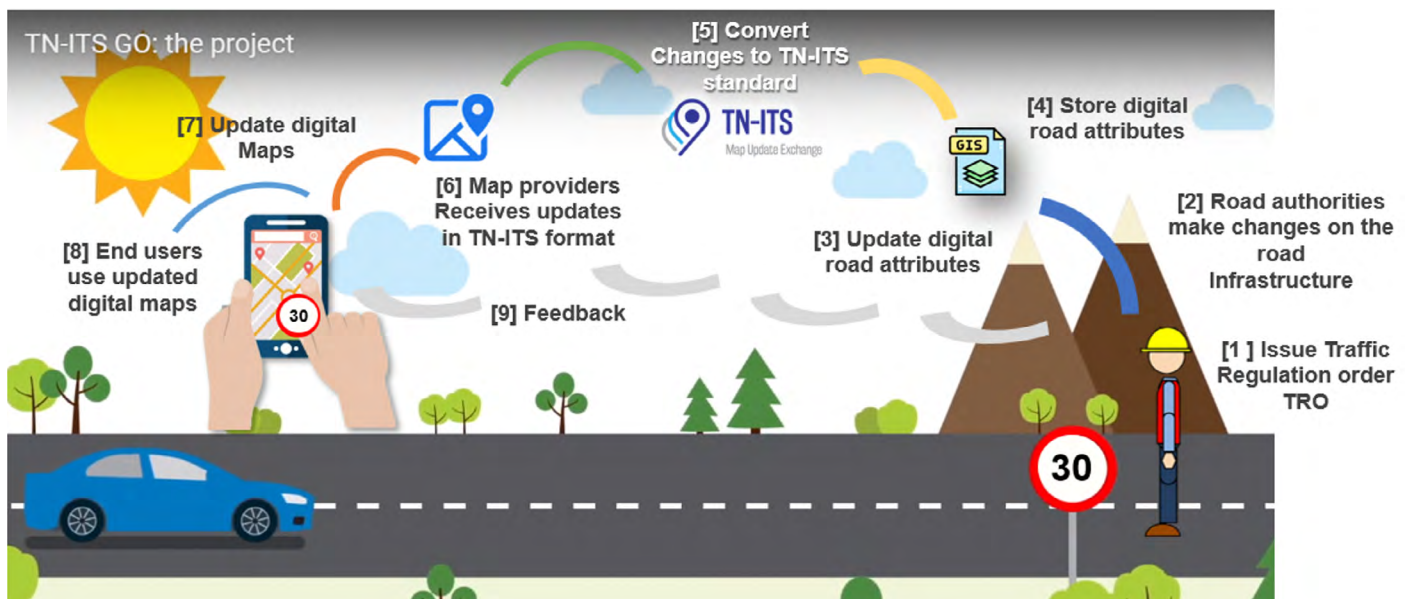 TN-ITS GO: the project
[5] Convert
Changes to TN-ITS
standard
TN-ITS
Map Update Exchange
[4] Store digital
road attributes
GIS
[7] Update digital
Maps
[6] Map providers
Receives updates
in TN-ITS format
[2] Road authorities
make changes on the
road
Infrastructure
[3] Update digital
road attributes
[8] End users
use updated
digital maps
30
[9] Feedback
[1 ] Issue Traffic
Regulation order
TRO
30